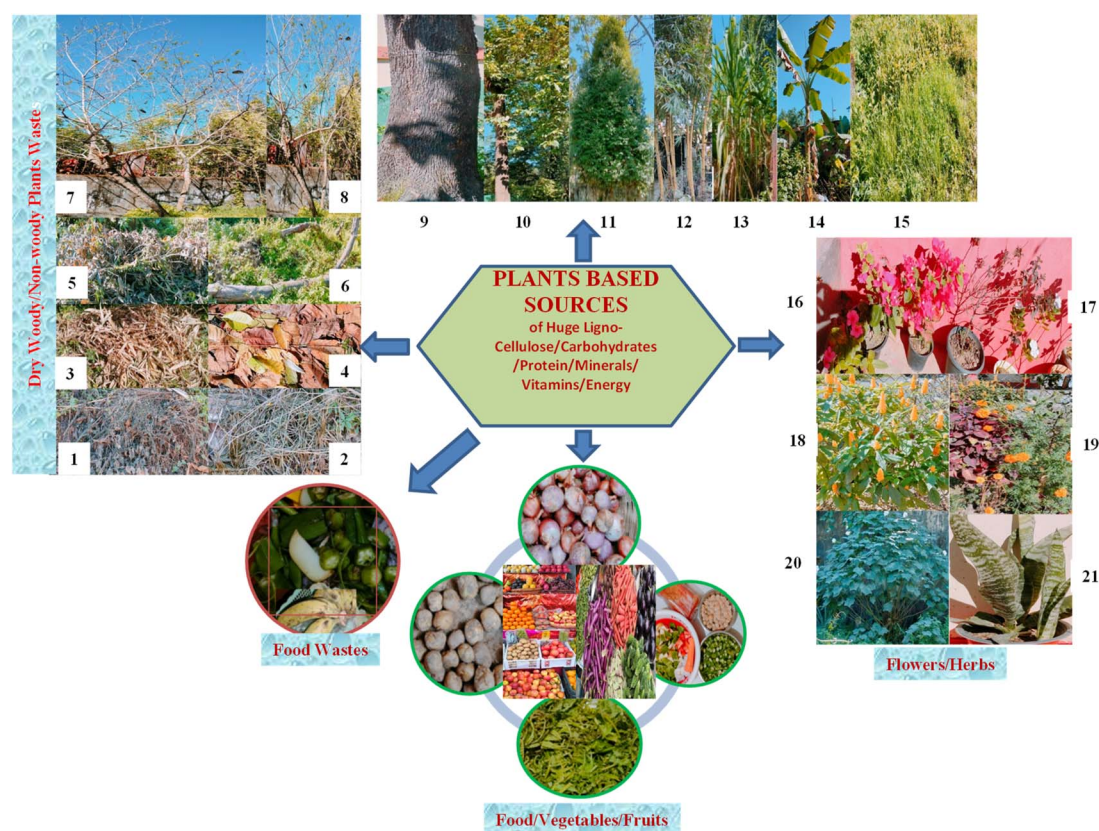 Dry Woody/Non-woody Plants Waste
7
8
5
6
3
4
1
2
9
10
11
12
13
14
15
PLANTS BASED
SOURCES
of Huge Ligno-
Cellulose/Carbohydrates
/Protein/Minerals/
Vitamins/Energy
16
17
18
19
20
21
Food Wastes
Flowers/Herbs
Food/Vegetables/Fruits